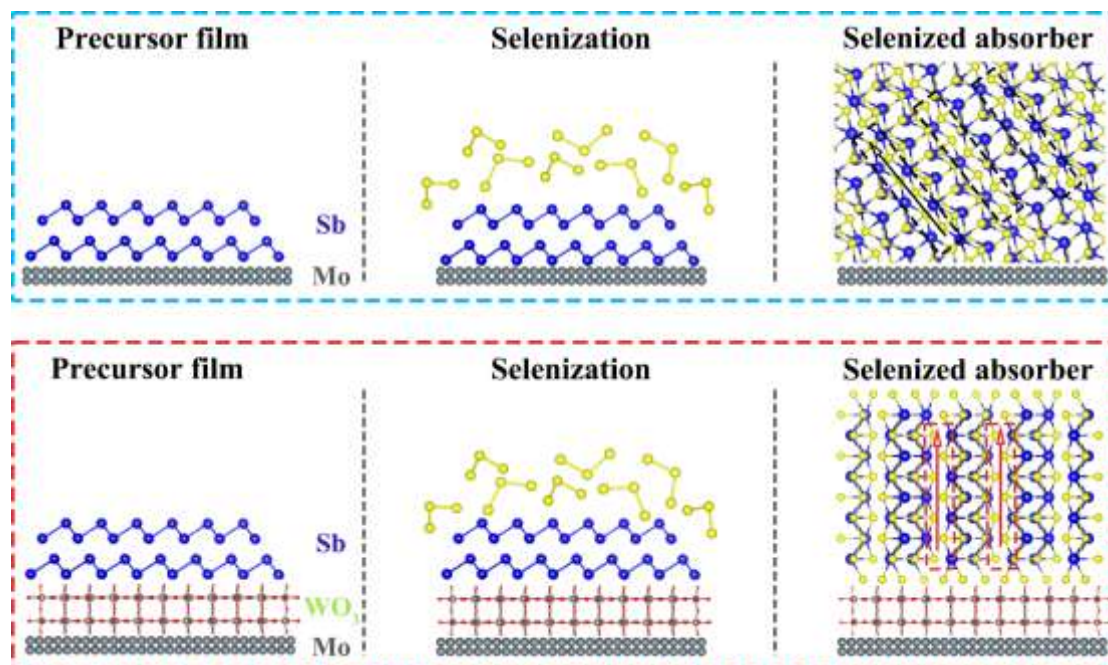 Precursor film
Selenization
Selenized absorber
Sb
Mo
Precursor film
Selenization
Selenized absorber
Sb
WO₃
Mo